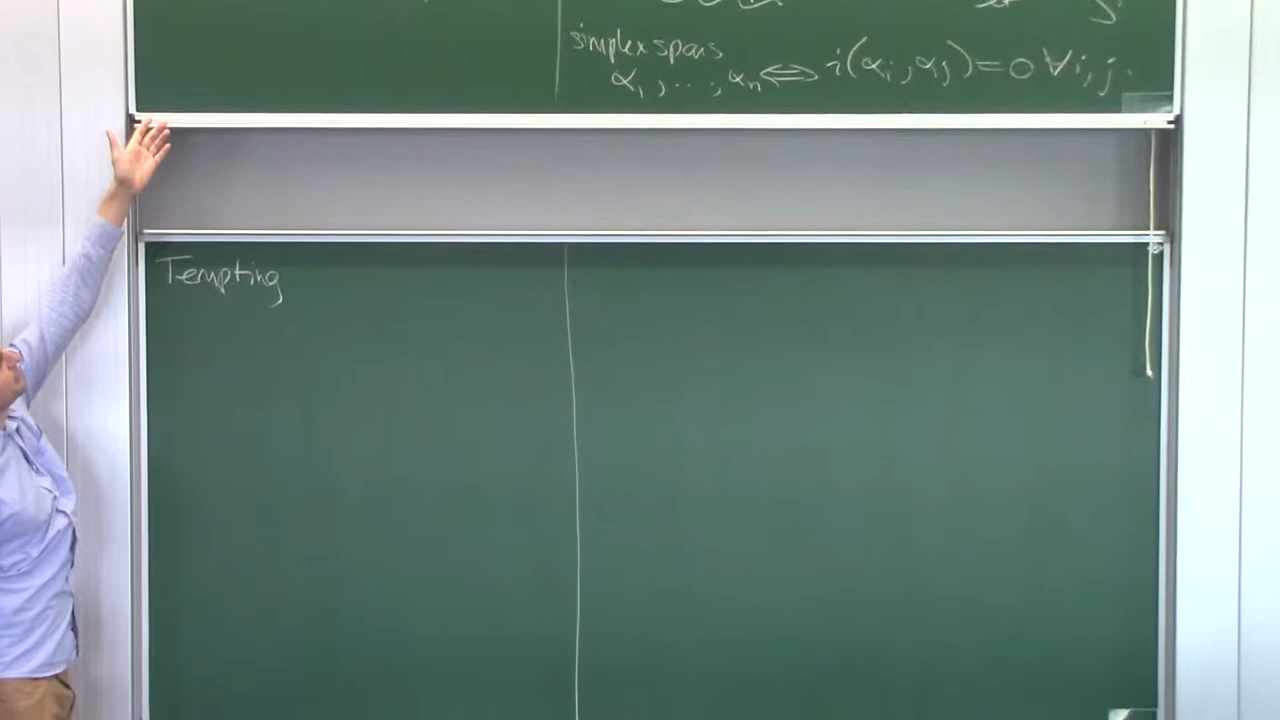 simplex spans
α₁, ..., αₙ ⟺ i(αᵢ, αⱼ) = 0 ∀ i, j.
Tempting